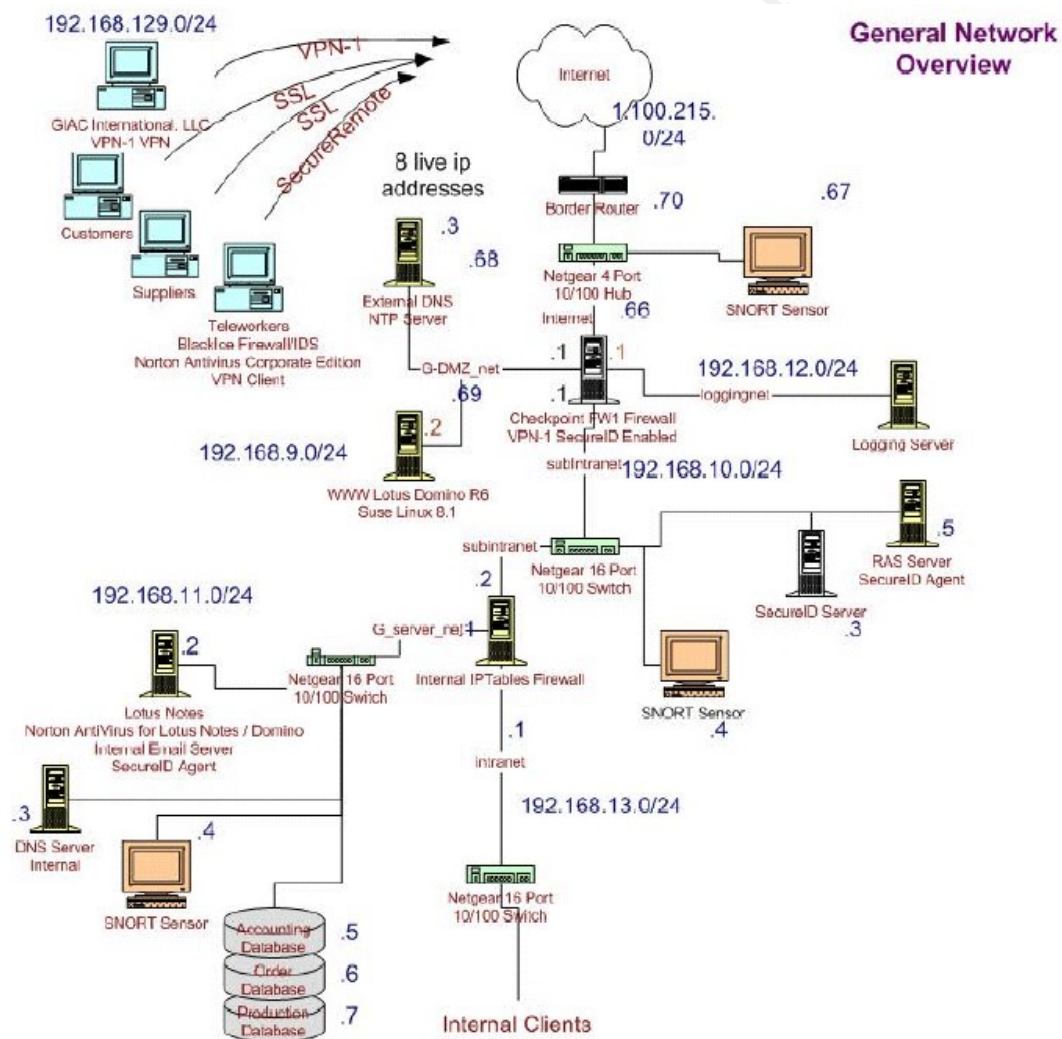 192.168.129.0/24
General Network
Overview
VPN-1
SSL
SSL
SecureRemote
Internet
1.100.215.
0/24
GIAC International. LLC
VPN-1 VPN
8 live ip
addresses
Customers
Suppliers
Teleworkers
BlackIce Firewall/IDS
Norton Antivirus Corporate Edition
VPN Client
Border Router
.70
.67
.3
.68
External DNS
NTP Server
Netgear 4 Port
10/100 Hub
SNORT Sensor
Internet
.66
G-DMZ_net
.1
.1
.1
.69
192.168.12.0/24
loggingnet
Checkpoint FW1 Firewall
VPN-1 SecureID Enabled
Logging Server
192.168.9.0/24
.2
WWW Lotus Domino R6
Suse Linux 8.1
subIntranet
192.168.10.0/24
subIntranet
Netgear 16 Port
10/100 Switch
.5
RAS Server
SecureID Agent
SecureID Server
.3
.2
192.168.11.0/24
G_server_net
.1
Internal IPTables Firewall
.2
Netgear 16 Port
10/100 Switch
SNORT Sensor
.4
Lotus Notes
Norton AntiVirus for Lotus Notes / Domino
Internal Email Server
SecureID Agent
.1
intranet
192.168.13.0/24
.3
DNS Server
Internal
.4
SNORT Sensor
Netgear 16 Port
10/100 Switch
Accounting
Database
.5
Order
Database
.6
Production
Database
.7
Internal Clients